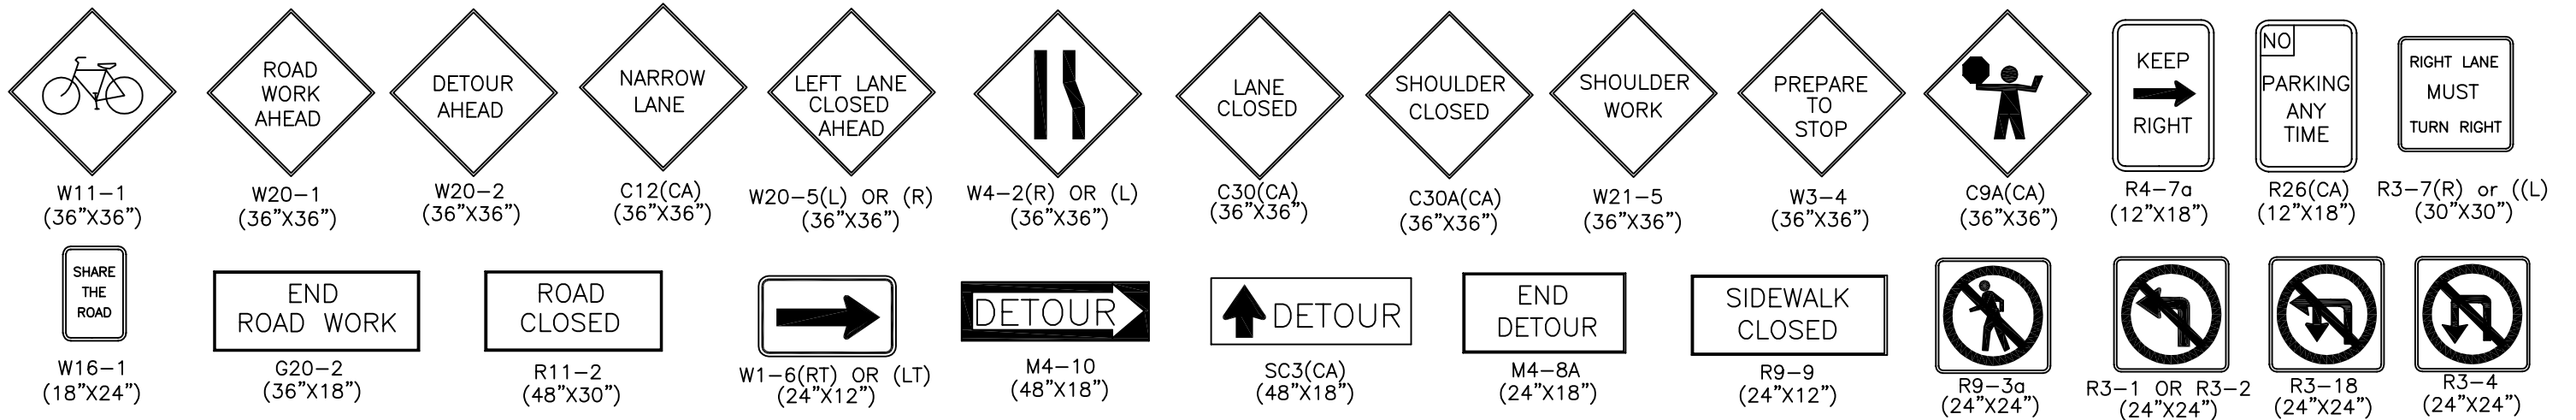 ROAD
WORK
AHEAD
DETOUR
AHEAD
NARROW
LANE
LEFT LANE
CLOSED
AHEAD
LANE
CLOSED
SHOULDER
CLOSED
SHOULDER
WORK
PREPARE
TO
STOP
KEEP
RIGHT
NO
PARKING
ANY
TIME
RIGHT LANE
MUST
TURN RIGHT
W11-1
(36"X36")
W20-1
(36"X36")
W20-2
(36"X36")
C12(CA)
(36"X36")
W20-5(L) OR (R)
(36"X36")
W4-2(R) OR (L)
(36"X36")
C30(CA)
(36"X36")
C30A(CA)
(36"X36")
W21-5
(36"X36")
W3-4
(36"X36")
C9A(CA)
(36"X36")
R4-7a
(12"X18")
R26(CA)
(12"X18")
R3-7(R) or ((L)
(30"X30")
SHARE
THE
ROAD
W16-1
(18"X24")
END
ROAD WORK
G20-2
(36"X18")
ROAD
CLOSED
R11-2
(48"X30")
W1-6(RT) OR (LT)
(24"X12")
DETOUR
M4-10
(48"X18")
DETOUR
SC3(CA)
(48"X18")
END
DETOUR
M4-8A
(24"X18")
SIDEWALK
CLOSED
R9-9
(24"X12")
R9-3a
(24"X24")
R3-1 OR R3-2
(24"X24")
R3-18
(24"X24")
R3-4
(24"X24")